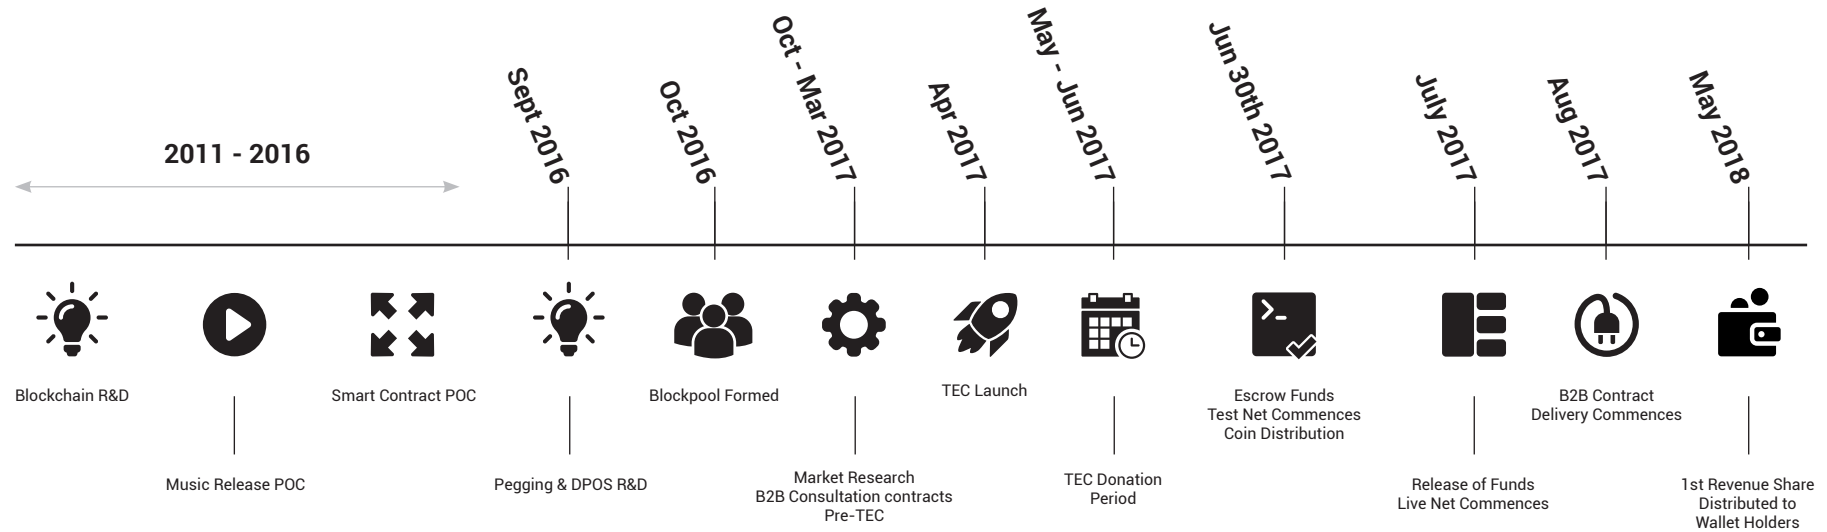 2011 - 2016
Sept 2016
Oct 2016
Oct - Mar 2017
Apr 2017
May - Jun 2017
Jun 30th 2017
July 2017
Aug 2017
May 2018
Blockchain R&D
Music Release POC
Smart Contract POC
Pegging & DPOS R&D
Blockpool Formed
Market Research
B2B Consultation contracts
Pre-TEC
TEC Launch
TEC Donation
Period
Escrow Funds
Test Net Commences
Coin Distribution
Release of Funds
Live Net Commences
B2B Contract
Delivery Commences
1st Revenue Share
Distributed to
Wallet Holders